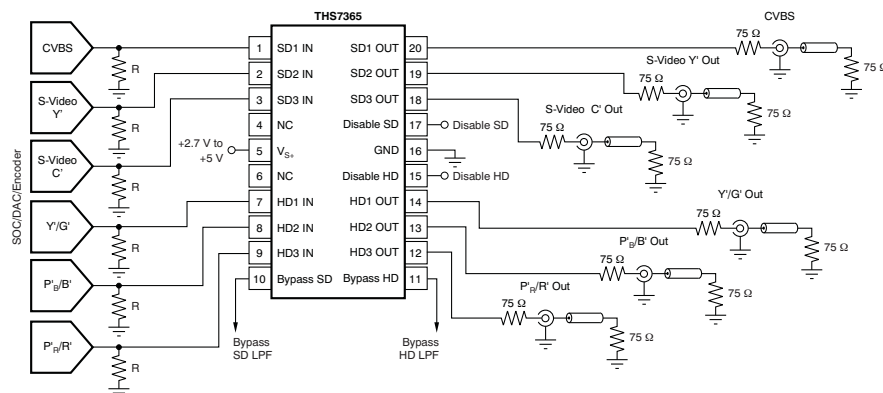 THS7365
CVBS
CVBS
R
1 SD1 IN SD1 OUT 20
75 Ω
75 Ω
S-Video Y' Out
S-Video
Y'
R
2 SD2 IN SD2 OUT 19
75 Ω
75 Ω
S-Video C' Out
S-Video
C'
R
3 SD3 IN SD3 OUT 18
75 Ω
75 Ω
4 NC Disable SD 17 Disable SD
+2.7 V to
+5 V
5 VS+ GND 16
6 NC Disable HD 15 Disable HD
SOC/DAC/Encoder
Y'/G'
R
7 HD1 IN HD1 OUT 14
Y'/G' Out
75 Ω
75 Ω
8 HD2 IN HD2 OUT 13
P'B/B' Out
75 Ω
75 Ω
P'B/B'
R
9 HD3 IN HD3 OUT 12
P'R/R' Out
75 Ω
75 Ω
10 Bypass SD Bypass HD 11
P'R/R'
R
Bypass
SD LPF
Bypass
HD LPF